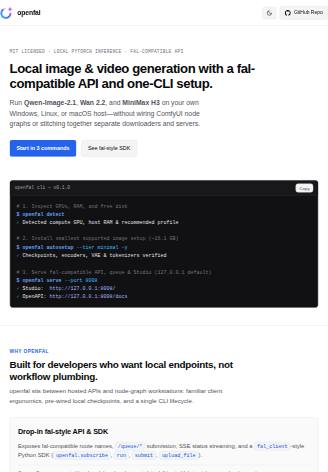 openfal
GitHub Repo
MIT LICENSED · LOCAL PYTORCH INFERENCE · FAL-COMPATIBLE API
Local image & video generation with a fal-
compatible API and one-CLI setup.
Run Qwen-Image-2.1, Wan 2.2, and MiniMax H3 on your own
Windows, Linux, or macOS host—without wiring ComfyUI node
graphs or stitching together separate downloads and servers.
Start in 3 commands
See fal-style SDK
openfal cli — v0.1.0
Copy
# 1. Inspect GPUs, RAM, and free disk
$ openfal detect
✓ Detected compute GPU, host RAM & recommended profile
# 2. Install smallest supported image setup (~15.1 GB)
$ openfal autosetup --tier minimal -y
✓ Checkpoints, encoders, VAE & tokenizers verified
# 3. Serve fal-compatible API, queue & Studio (127.0.0.1 default)
$ openfal serve --port 8000
✓ Studio: http://127.0.0.1:8000/
✓ OpenAPI: http://127.0.0.1:8000/docs
WHY OPENFAL
Built for developers who want local endpoints, not
workflow plumbing.
openfal sits between hosted APIs and node-graph workstations: familiar client
ergonomics, pre-wired local checkpoints, and a single CLI lifecycle.
Drop-in fal-style API & SDK
Exposes fal-compatible route names, /queue/* submission, SSE status streaming, and a fal_client-style
Python SDK ( openfal.subscribe , run , submit , upload_file ).